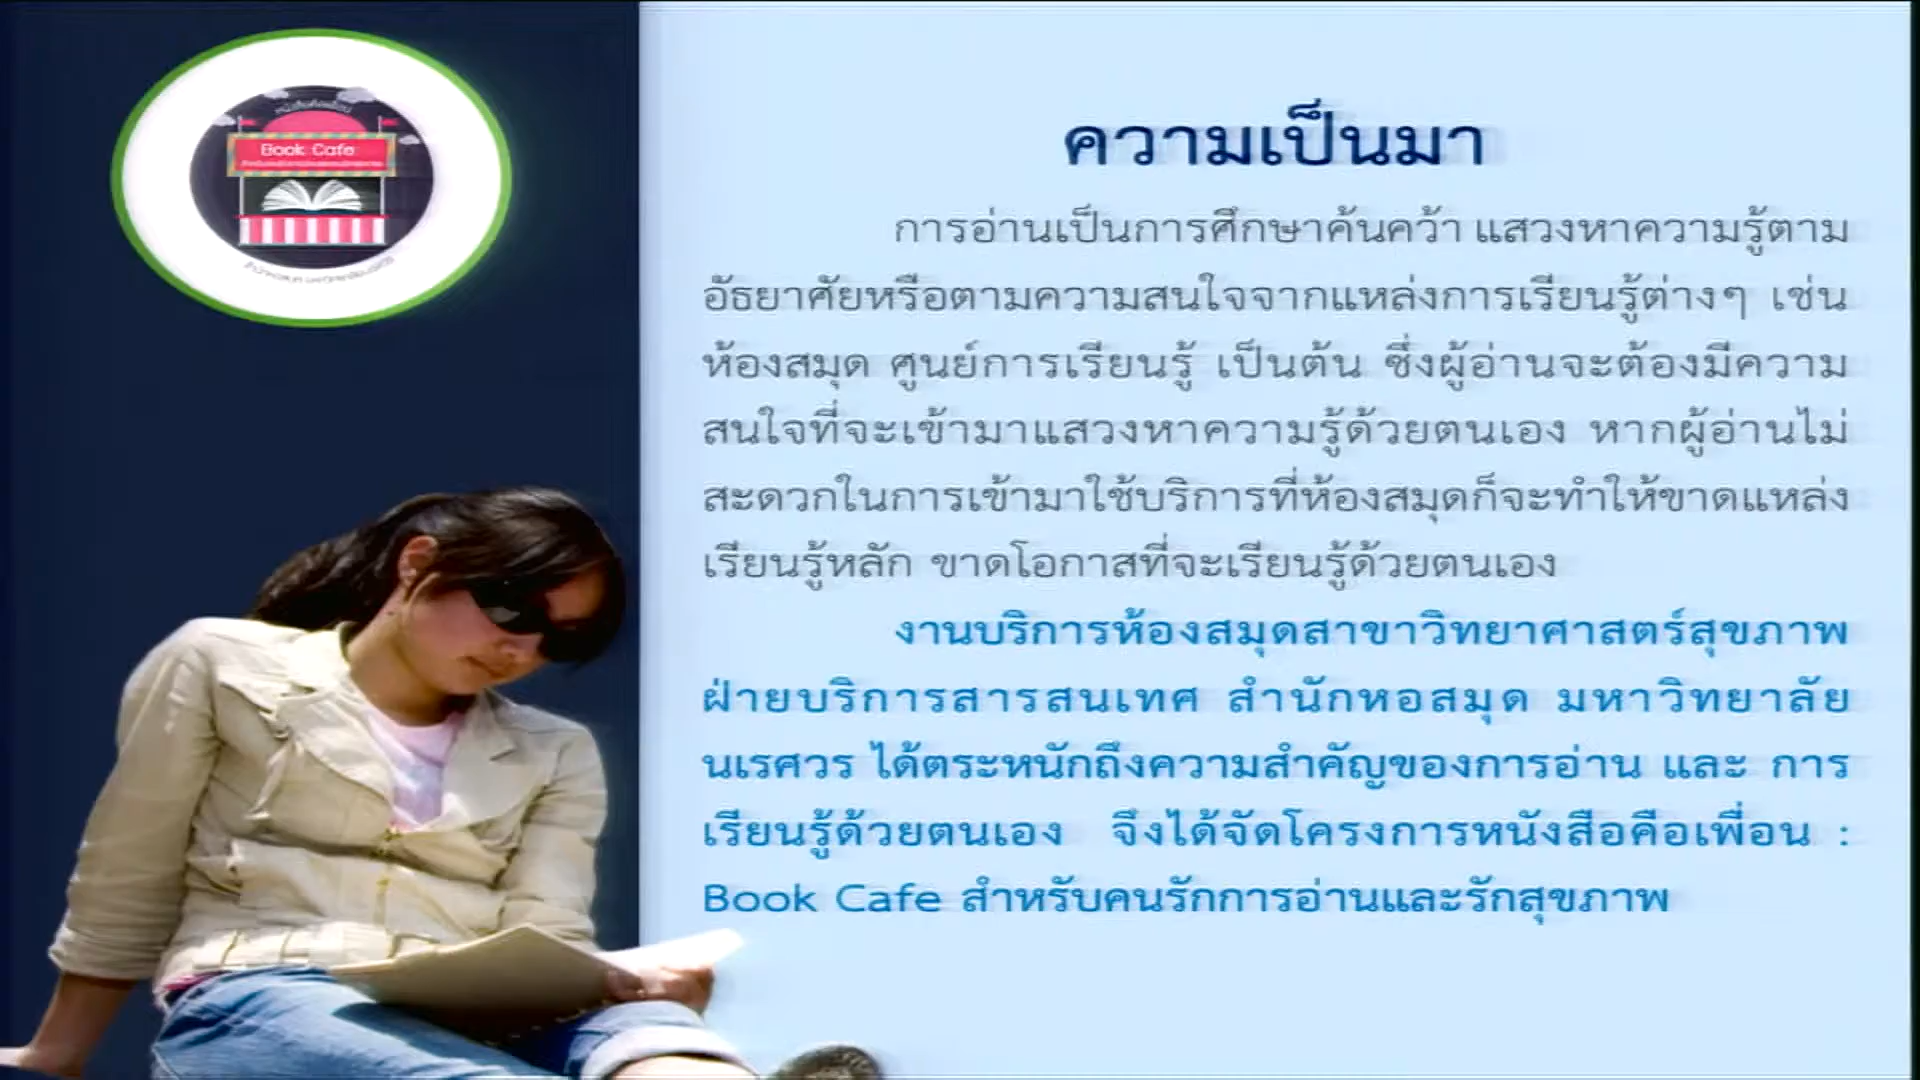 หนังสือคือเพื่อน
Book Cafe
ความเป็นมา
การอ่านเป็นการศึกษาค้นคว้า แสวงหาความรู้ตาม
อัธยาศัยหรือตามความสนใจจากแหล่งการเรียนรู้ต่างๆ เช่น
ห้องสมุด ศูนย์การเรียนรู้ เป็นต้น ซึ่งผู้อ่านจะต้องมีความ
สนใจที่จะเข้ามาแสวงหาความรู้ด้วยตนเอง หากผู้อ่านไม่
สะดวกในการเข้ามาใช้บริการที่ห้องสมุดก็จะทำให้ขาดแหล่ง
เรียนรู้หลัก ขาดโอกาสที่จะเรียนรู้ด้วยตนเอง
งานบริการห้องสมุดสาขาวิทยาศาสตร์สุขภาพ
ฝ่ายบริการสารสนเทศ สำนักหอสมุด มหาวิทยาลัย
นเรศวร ได้ตระหนักถึงความสำคัญของการอ่าน และ การ
เรียนรู้ด้วยตนเอง จึงได้จัดโครงการหนังสือคือเพื่อน :
Book Cafe สำหรับคนรักการอ่านและรักสุขภาพ